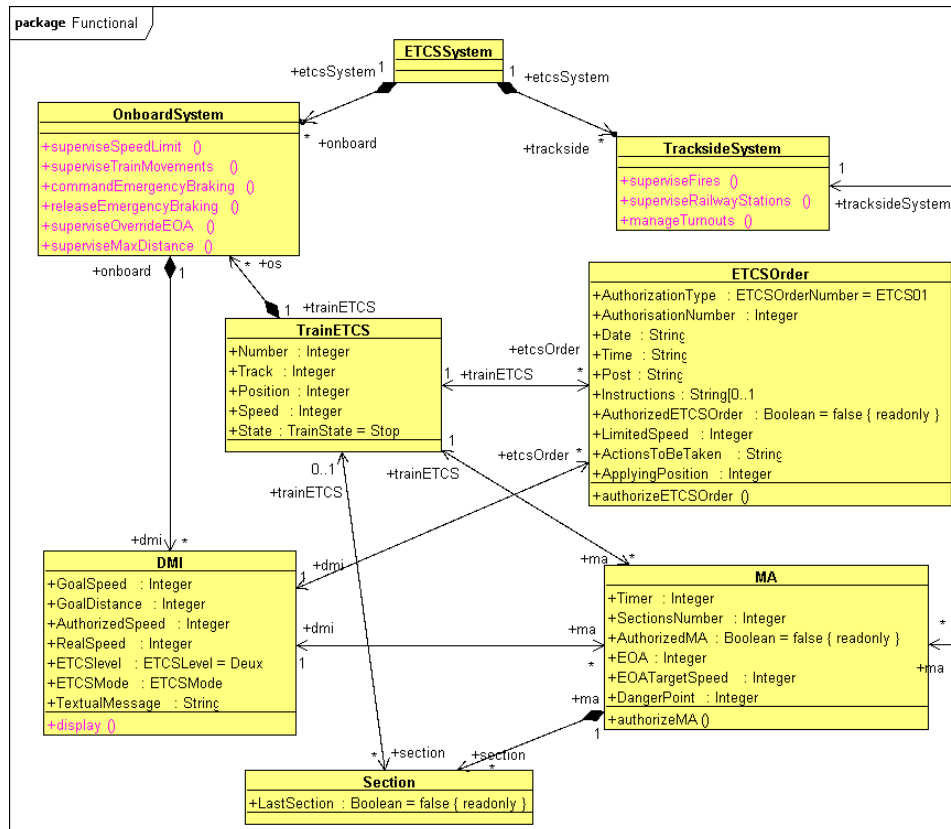 package Functional
ETCSSystem
1
1
+etcsSystem
+etcsSystem
OnboardSystem
+superviseSpeedLimit ()
+superviseTrainMovements ()
+commandEmergencyBraking ()
+releaseEmergencyBraking ()
+superviseOverrideEOA ()
+superviseMaxDistance ()
* +onboard
+trackside *
TracksideSystem
+superviseFires ()
+superviseRailwayStations ()
+manageTurnouts ()
1
+tracksideSystem
+onboard 1
* +os
1 +trainETCS
TrainETCS
+Number : Integer
+Track : Integer
+Position : Integer
+Speed : Integer
+State : TrainState = Stop
ETCSOrder
+AuthorizationType : ETCSOrderNumber = ETCS01
+AuthorisationNumber : Integer
+Date : String
+Time : String
+Post : String
+Instructions : String[0..1
+AuthorizedETCSOrder : Boolean = false { readonly }
+LimitedSpeed : Integer
+ActionsToBeTaken : String
+ApplyingPosition : Integer
+authorizeETCSOrder ()
+etcsOrder
1 +trainETCS *
1
+trainETCS
+etcsOrder *
0..1
+trainETCS
+dmi *
DMI
+GoalSpeed : Integer
+GoalDistance : Integer
+AuthorizedSpeed : Integer
+RealSpeed : Integer
+ETCSlevel : ETCSLevel = Deux
+ETCSMode : ETCSMode
+TextualMessage : String
+display ()
1 +dmi
+ma *
MA
+Timer : Integer
+SectionsNumber : Integer
+AuthorizedMA : Boolean = false { readonly }
+EOA : Integer
+EOATargetSpeed : Integer
+DangerPoint : Integer
+authorizeMA ()
+dmi
1
+ma
*
*
+ma
+ma
1
* +section
+section
*
Section
+LastSection : Boolean = false { readonly }